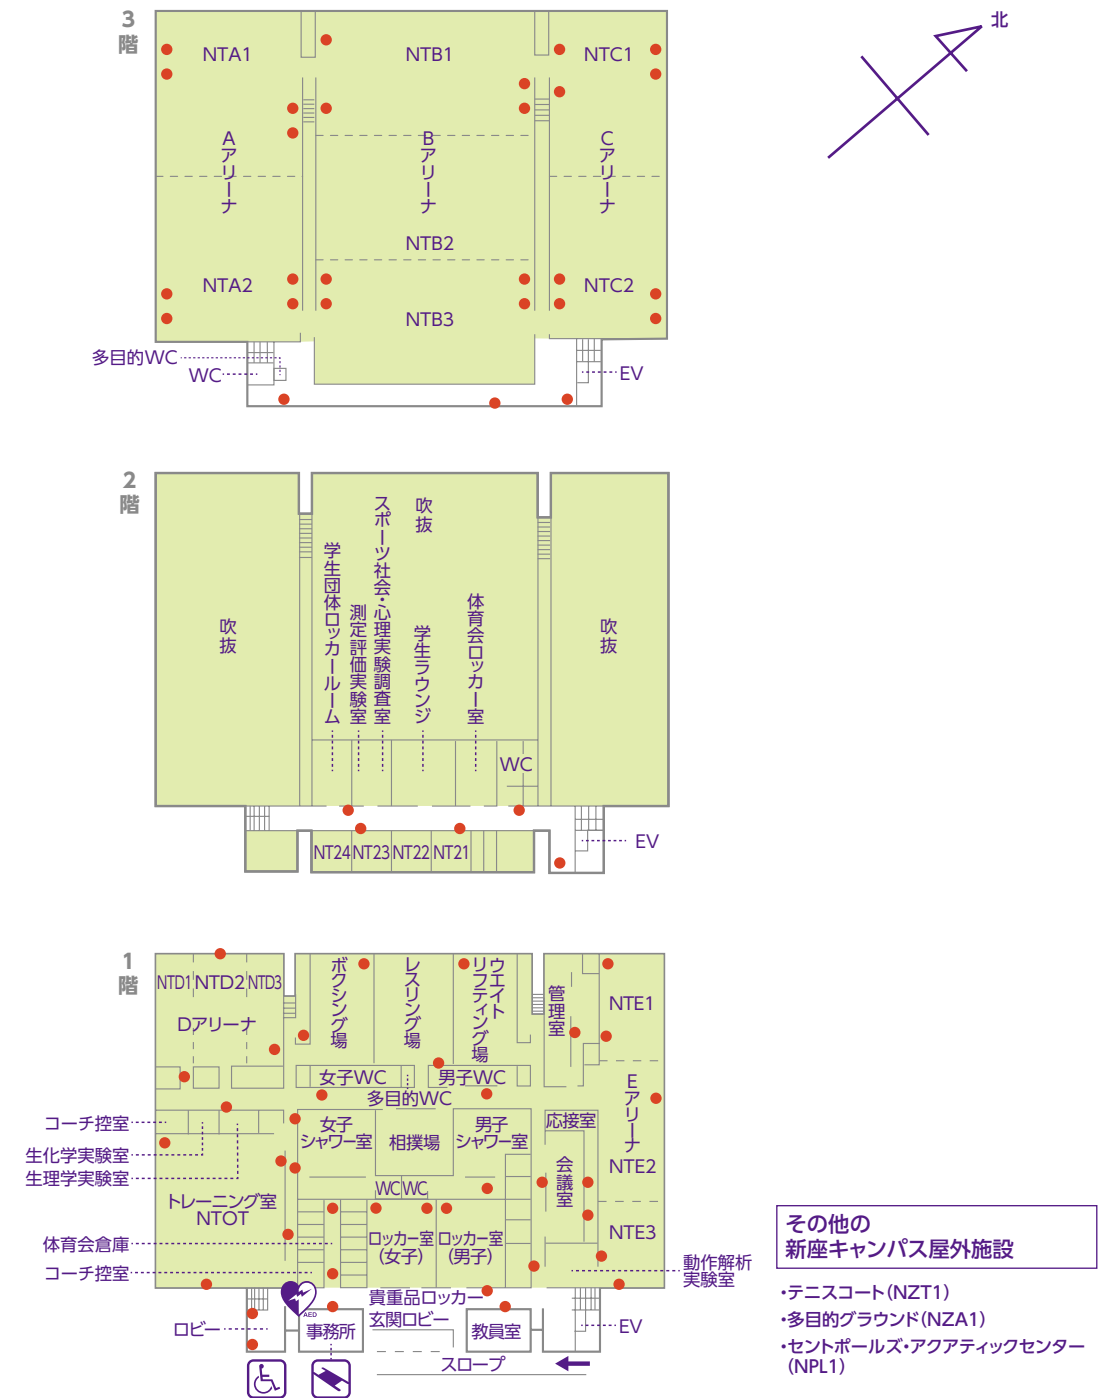 3
階
北
NTA1
NTB1
NTC1
Aアリーナ
Bアリーナ
Cアリーナ
NTB2
NTA2
NTC2
NTB3
多目的WC
WC
EV
2
階
吹抜
吹抜
吹抜
学生団体ロッカールーム
測定評価実験室
スポーツ社会・心理実験調査室
学生ラウンジ
体育会ロッカー室
WC
EV
NT24
NT23
NT22
NT21
1
階
NTD1
NTD2
NTD3
Dアリーナ
ボクシング場
レスリング場
ウエイト
リフティング場
管理室
NTE1
女子WC
男子WC
多目的WC
Eアリーナ
コーチ控室
生化学実験室
生理学実験室
女子
シャワー室
相撲場
男子
シャワー室
応接室
会議室
NTE2
トレーニング室
NTOT
WC
WC
体育会倉庫
コーチ控室
ロッカー室
(女子)
ロッカー室
(男子)
NTE3
動作解析
実験室
AED
貴重品ロッカー
玄関ロビー
ロビー
事務所
教員室
EV
スロープ
その他の
新座キャンパス屋外施設
・テニスコート(NZT1)
・多目的グラウンド(NZA1)
・セントポールズ・アクアティックセンター
(NPL1)